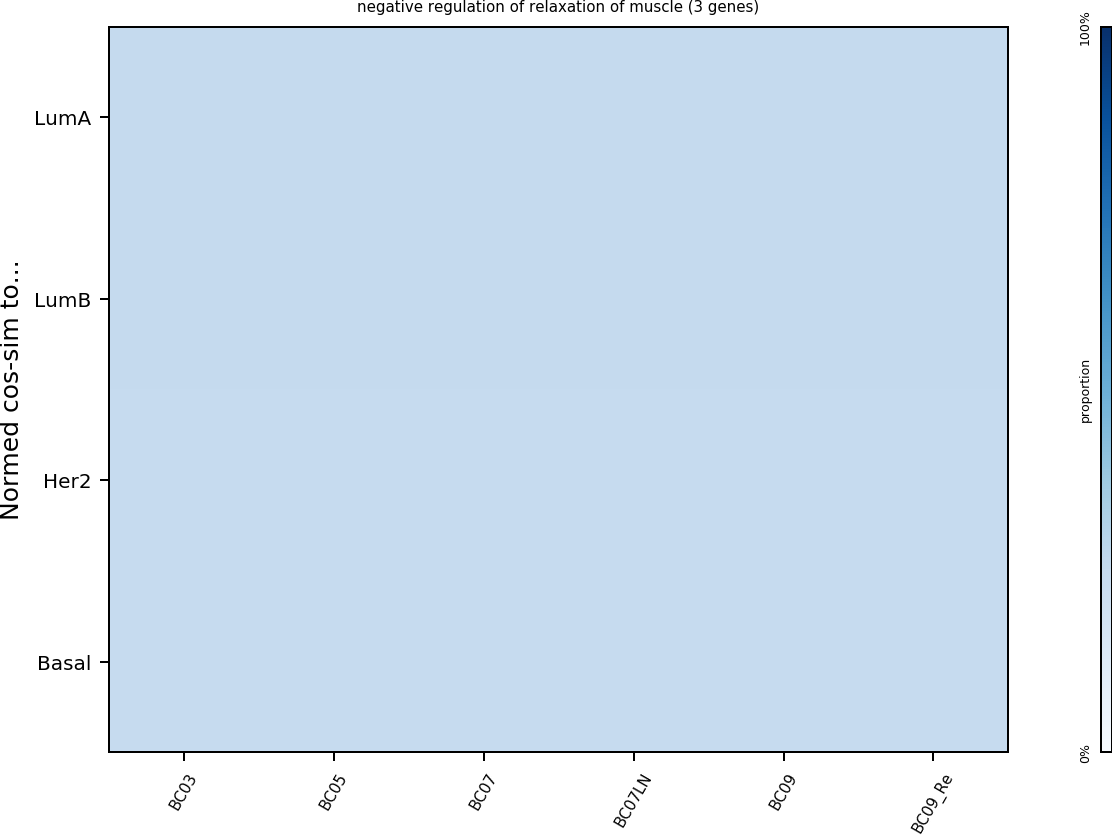 negative regulation of relaxation of muscle (3 genes)
Normed cos-sim to...
LumA
LumB
Her2
Basal
BC03
BC05
BC07
BC07LN
BC09
BC09_Re
100%
proportion
0%